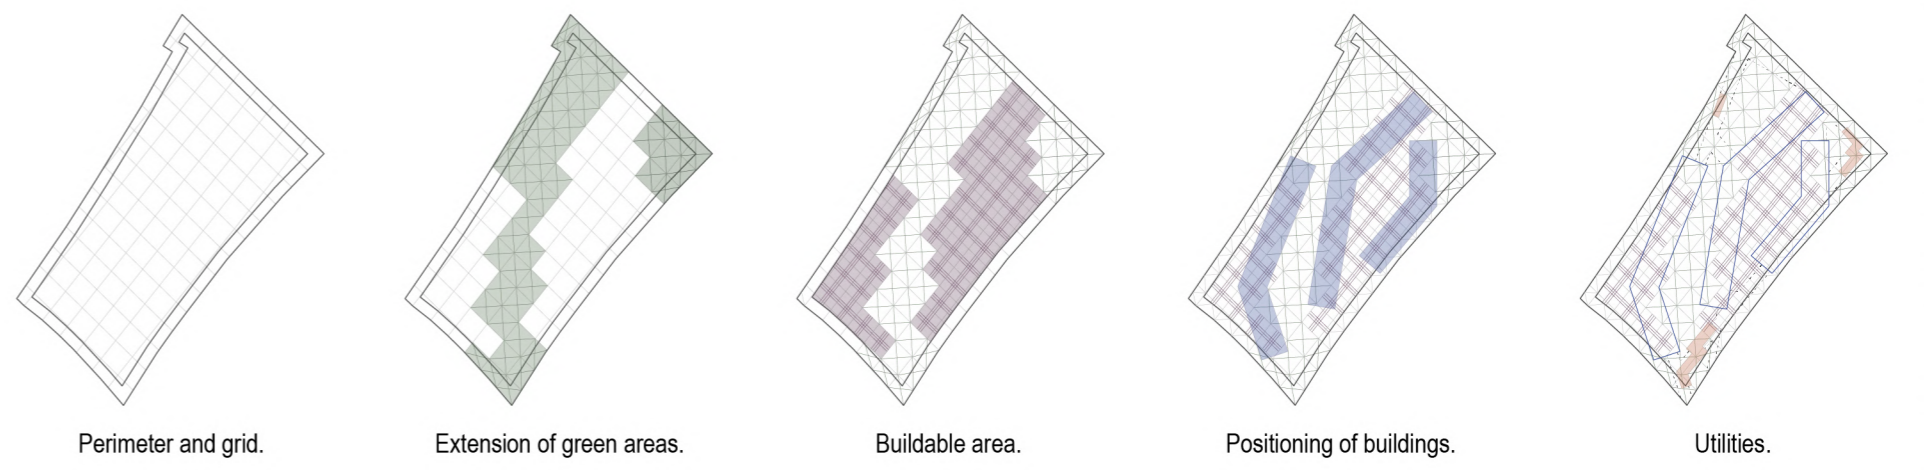 Perimeter and grid.
Extension of green areas.
Buildable area.
Positioning of buildings.
Utilities.